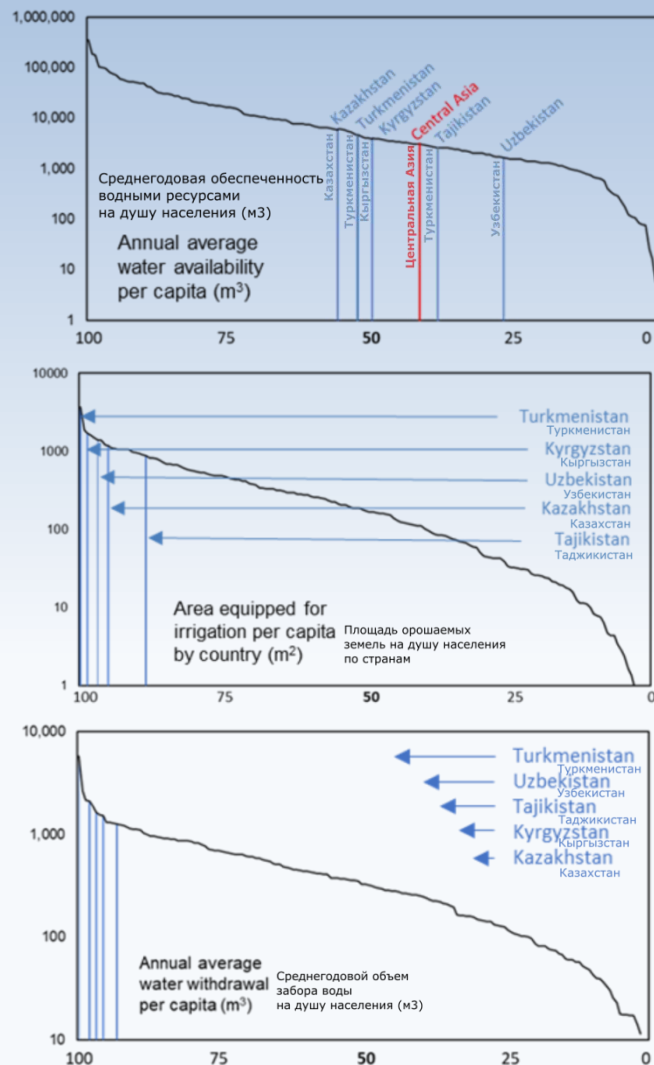 1,000,000
100,000
10,000
1,000
100
10
1
Kazakhstan
Turkmenistan
Kyrgyzstan
Central Asia
Tajikistan
Uzbekistan
Казахстан
Туркменистан
Кыргызстан
Центральная Азия
Туркменистан
Узбекистан
Среднегодовая обеспеченность
водными ресурсами
на душу населения (м3)
Annual average
water availability
per capita (m³)
100 75 50 25 0
10000
1000
100
10
1
Turkmenistan
Туркменистан
Kyrgyzstan
Кыргызстан
Uzbekistan
Узбекистан
Kazakhstan
Казахстан
Tajikistan
Таджикистан
Area equipped for
irrigation per capita
by country (m²)
Площадь орошаемых
земель на душу населения
по странам
100 75 50 25 0
10,000
1,000
100
10
Turkmenistan
Туркменистан
Uzbekistan
Узбекистан
Tajikistan
Таджикистан
Kyrgyzstan
Кыргызстан
Kazakhstan
Казахстан
Annual average
water withdrawal
per capita (m³)
Среднегодовой объем
забора воды
на душу населения (м3)
100 75 50 25 0